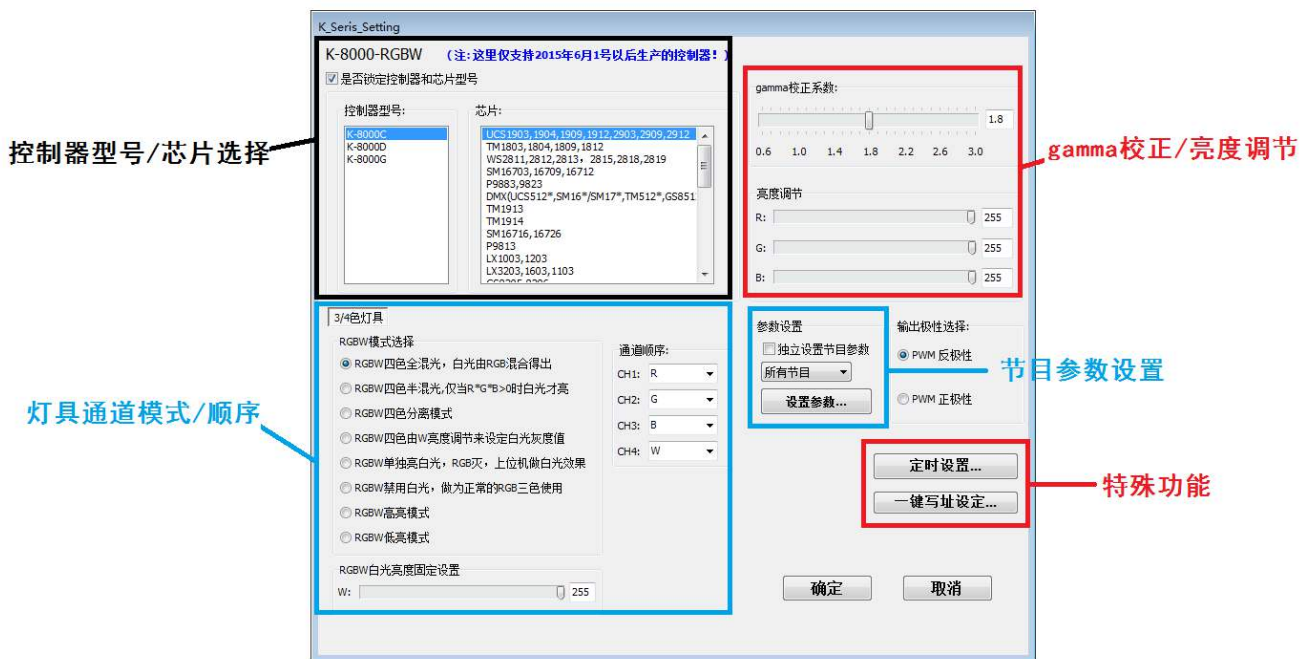 K_Seris_Setting
K-8000-RGBW (注:这里仅支持2015年6月1号以后生产的控制器！)
是否锁定控制器和芯片型号
控制器型号:
K-8000C
K-8000D
K-8000G
芯片:
UCS1903,1904,1909,1912,2903,2909,2912
TM1803,1804,1809,1812
WS2811,2812,2813，2815,2818,2819
SM16703,16709,16712
P9883,9823
DMX(UCS512*,SM16*/SM17*,TM512*,GS851
TM1913
TM1914
SM16716,16726
P9813
LX1003,1203
LX3203,1603,1103
控制器型号/芯片选择
gamma校正系数:
1.8
0.6 1.0 1.4 1.8 2.2 2.6 3.0
亮度调节
R: 255
G: 255
B: 255
gamma校正/亮度调节
3/4色灯具
RGBW模式选择
RGBW四色全混光，白光由RGB混合得出
RGBW四色半混光,仅当R*G*B>0时白光才亮
RGBW四色分离模式
RGBW四色由W亮度调节来设定白光灰度值
RGBW单独亮白光，RGB灭，上位机做白光效果
RGBW禁用白光，做为正常的RGB三色使用
RGBW高亮模式
RGBW低亮模式
通道顺序:
CH1: R
CH2: G
CH3: B
CH4: W
RGBW白光亮度固定设置
W: 255
灯具通道模式/顺序
参数设置
独立设置节目参数
所有节目
设置参数...
输出极性选择:
PWM 反极性
PWM 正极性
节目参数设置
定时设置...
一键写址设定...
特殊功能
确定
取消